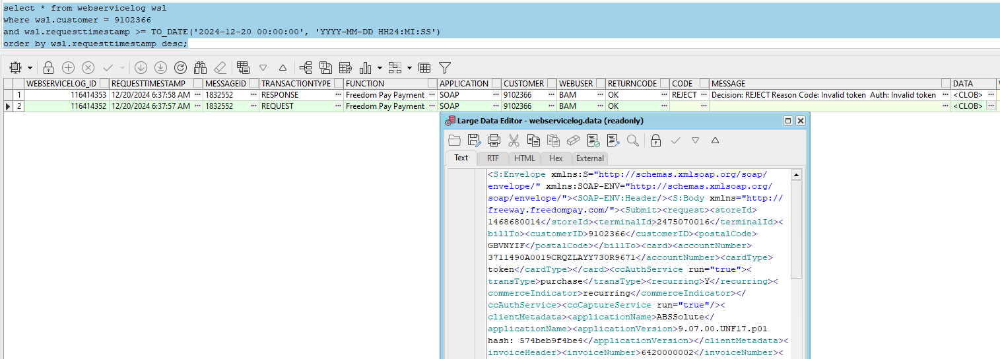 select * from webservicelog wsl
where wsl.customer = 9102366
and wsl.requesttimestamp >= TO_DATE('2024-12-20 00:00:00', 'YYYY-MM-DD HH24:MI:SS')
order by wsl.requesttimestamp desc;
WEBSERVICELOG_ID REQUESTTIMESTAMP MESSAGEID TRANSACTIONTYPE FUNCTION APPLICATION CUSTOMER WEBUSER RETURNCODE CODE MESSAGE DATA
1 116414353 12/20/2024 6:37:58 AM ... 1832552 ... RESPONSE ... Freedom Pay Payment ... SOAP ... 9102366 ... BAM ... OK ... REJECT ... Decision: REJECT Reason Code: Invalid token Auth: Invalid token ... <CLOB> ...
2 116414352 12/20/2024 6:37:57 AM ... 1832552 ... REQUEST ... Freedom Pay Payment ... SOAP ... 9102366 ... BAM ... OK ... ... ... <CLOB> ...
Large Data Editor - webservicelog.data (readonly)
Text RTF HTML Hex External
<S:Envelope xmlns:S="http://schemas.xmlsoap.org/soap/
envelope/" xmlns:SOAP-ENV="http://schemas.xmlsoap.org/
soap/envelope/"><SOAP-ENV:Header/><S:Body xmlns="http://
freeway.freedompay.com/"><Submit><request><storeId>
1468680014</storeId><terminalId>2475070016</terminalId><
billTo><customerID>9102366</customerID><postalCode>
GBVNYIF</postalCode></billTo><card><accountNumber>
3711490A0019CRQZLAYY730R9671</accountNumber><cardType>
token</cardType></card><ccAuthService run="true"><
transType>purchase</transType><recurring>Y</recurring><
commerceIndicator>recurring</commerceIndicator></
ccAuthService><ccCaptureService run="true"/><
clientMetadata><applicationName>ABSSolute</
applicationName><applicationVersion>9.07.00.UNF17.p01
hash: 574beb9f4be4</applicationVersion></clientMetadata><
invoiceHeader><invoiceNumber>6420000002</invoiceNumber><